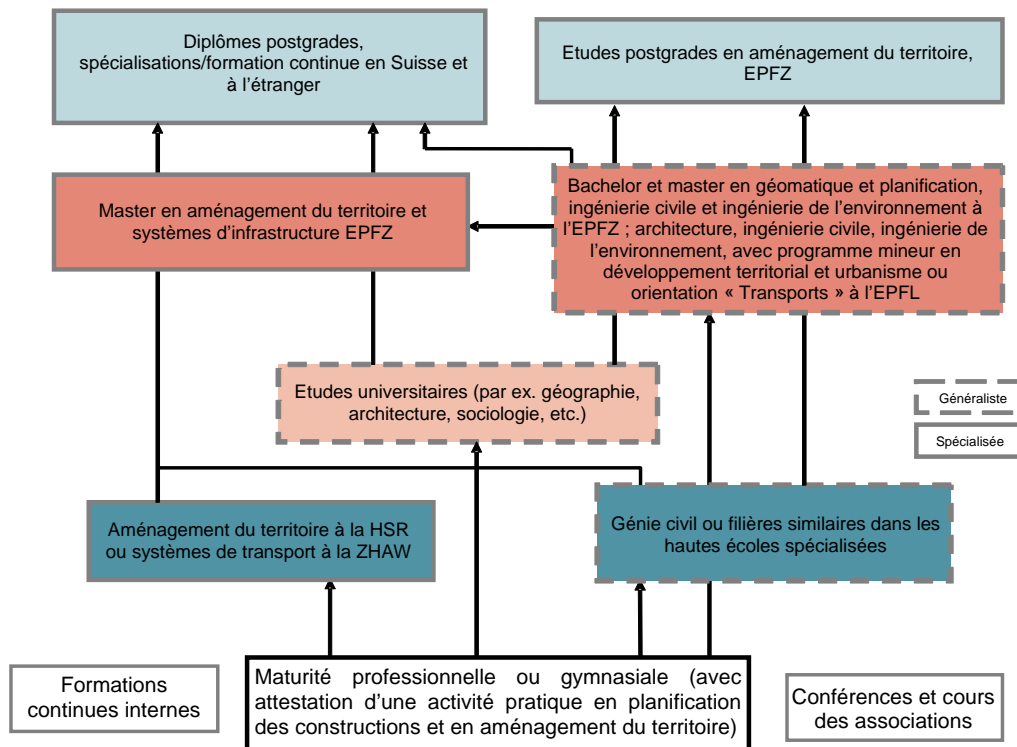 Diplômes postgrades,
spécialisations/formation continue en Suisse et
à l'étranger
Etudes postgrades en aménagement du territoire,
EPFZ
Master en aménagement du territoire et
systèmes d'infrastructure EPFZ
Bachelor et master en géomatique et planification,
ingénierie civile et ingénierie de l'environnement à
l'EPFZ ; architecture, ingénierie civile, ingénierie de
l'environnement, avec programme mineur en
développement territorial et urbanisme ou
orientation « Transports » à l'EPFL
Etudes universitaires (par ex. géographie,
architecture, sociologie, etc.)
Généraliste
Spécialisée
Aménagement du territoire à la HSR
ou systèmes de transport à la ZHAW
Génie civil ou filières similaires dans les
hautes écoles spécialisées
Formations
continues internes
Maturité professionnelle ou gymnasiale (avec
attestation d'une activité pratique en planification
des constructions et en aménagement du territoire)
Conférences et cours
des associations